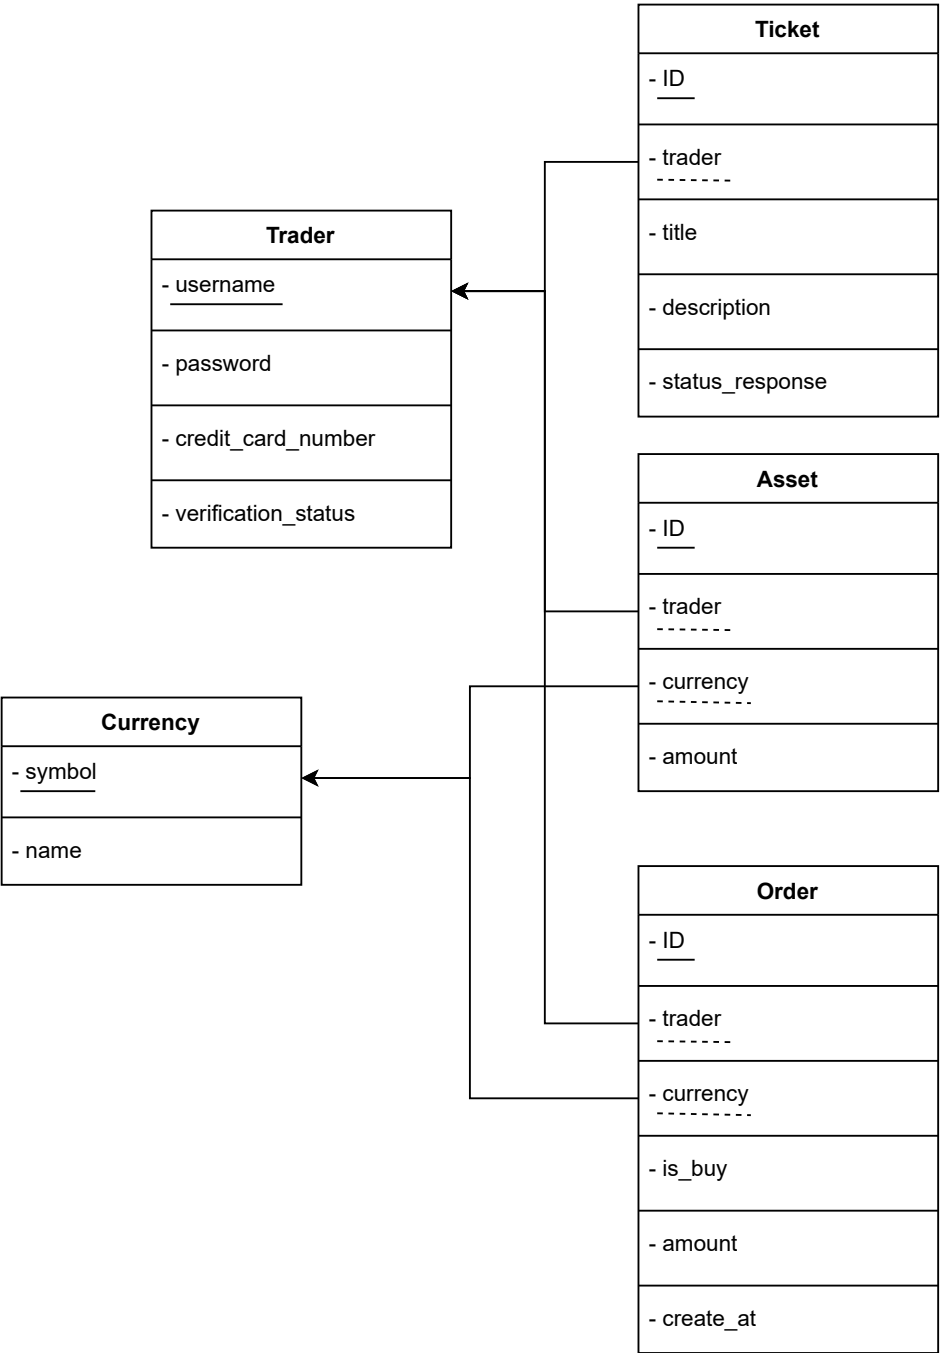 Ticket
- ID
- trader
- title
- description
- status_response
Trader
- username
- password
- credit_card_number
- verification_status
Asset
- ID
- trader
- currency
- amount
Currency
- symbol
- name
Order
- ID
- trader
- currency
- is_buy
- amount
- create_at